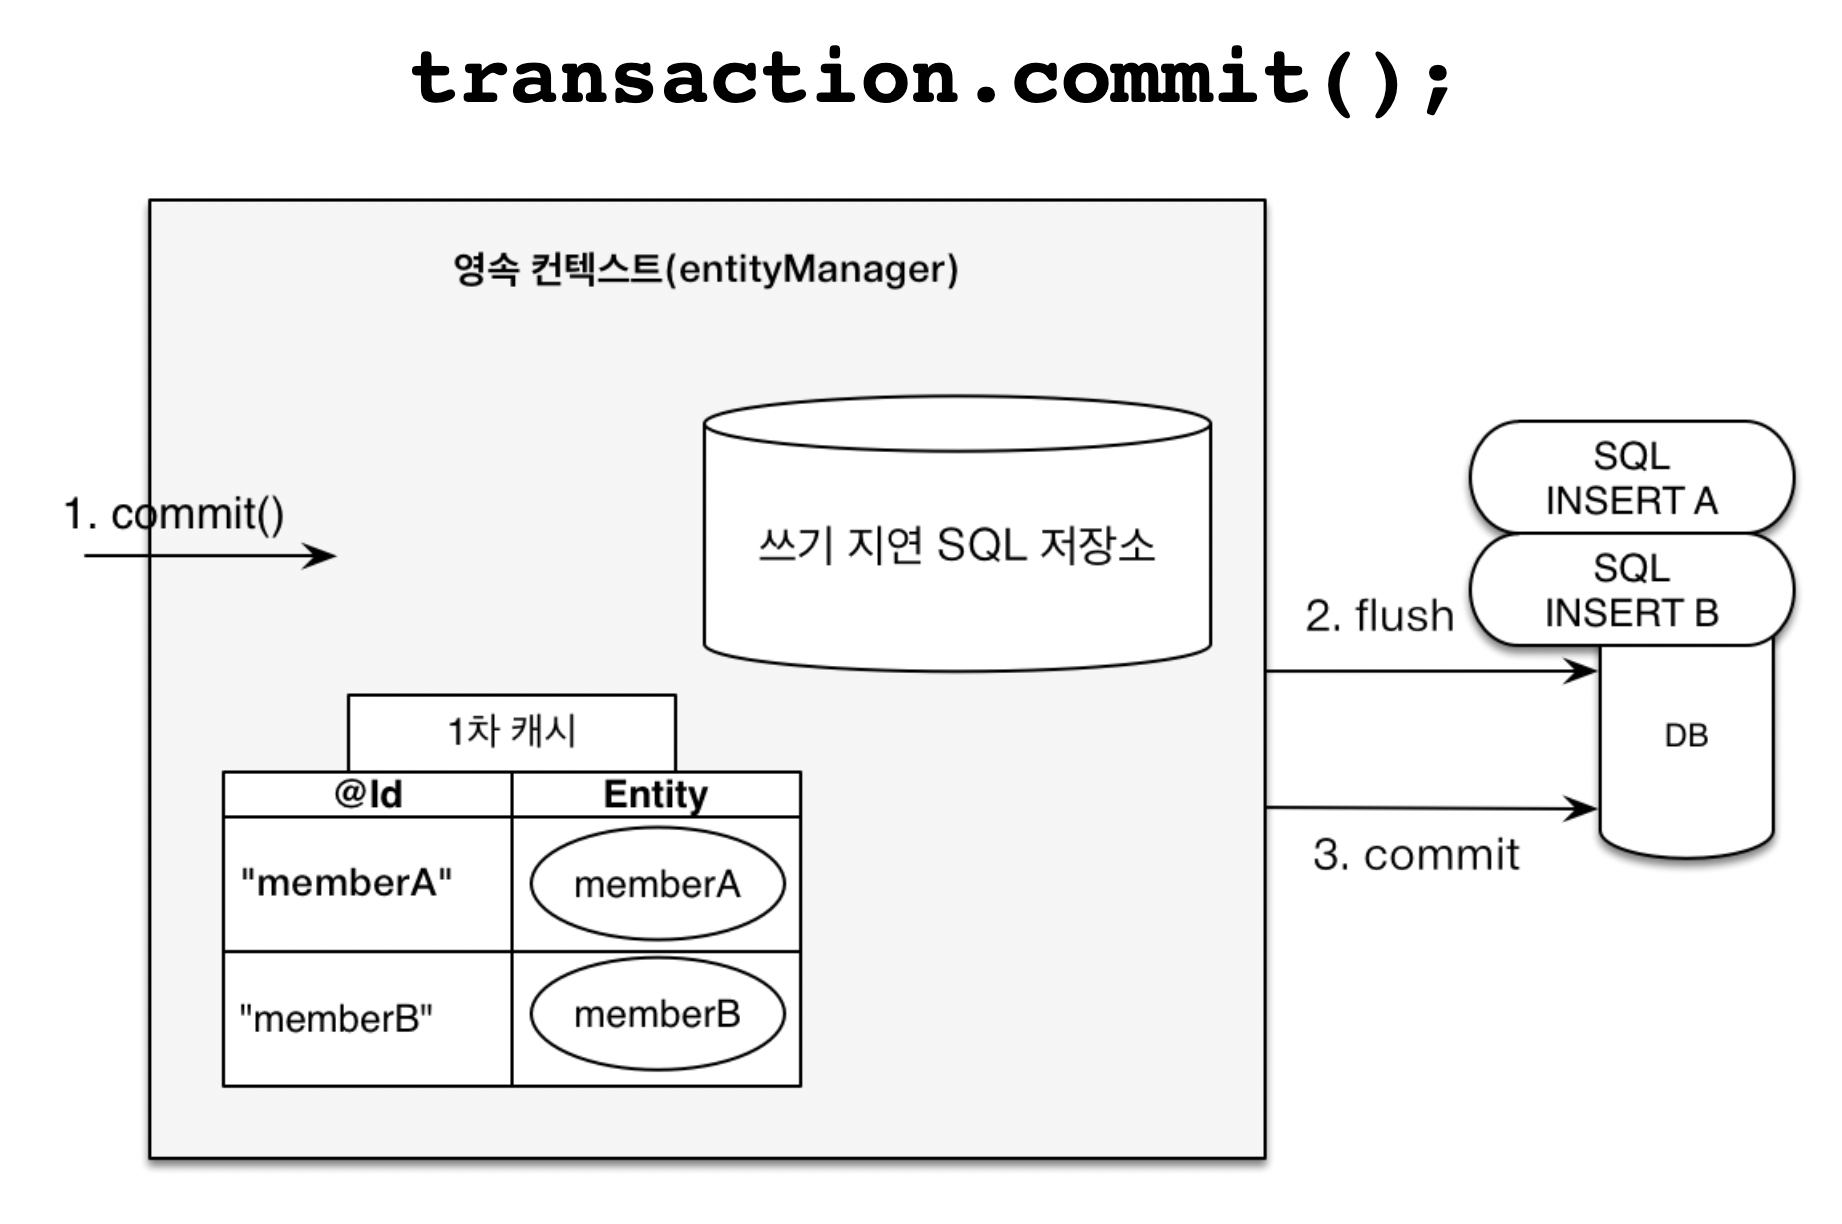 transaction.commit();
영속 컨텍스트(entityManager)
1. commit()
쓰기 지연 SQL 저장소
SQL
INSERT A
SQL
INSERT B
2. flush
DB
3. commit
1차 캐시
@Id Entity
"memberA" memberA
"memberB" memberB